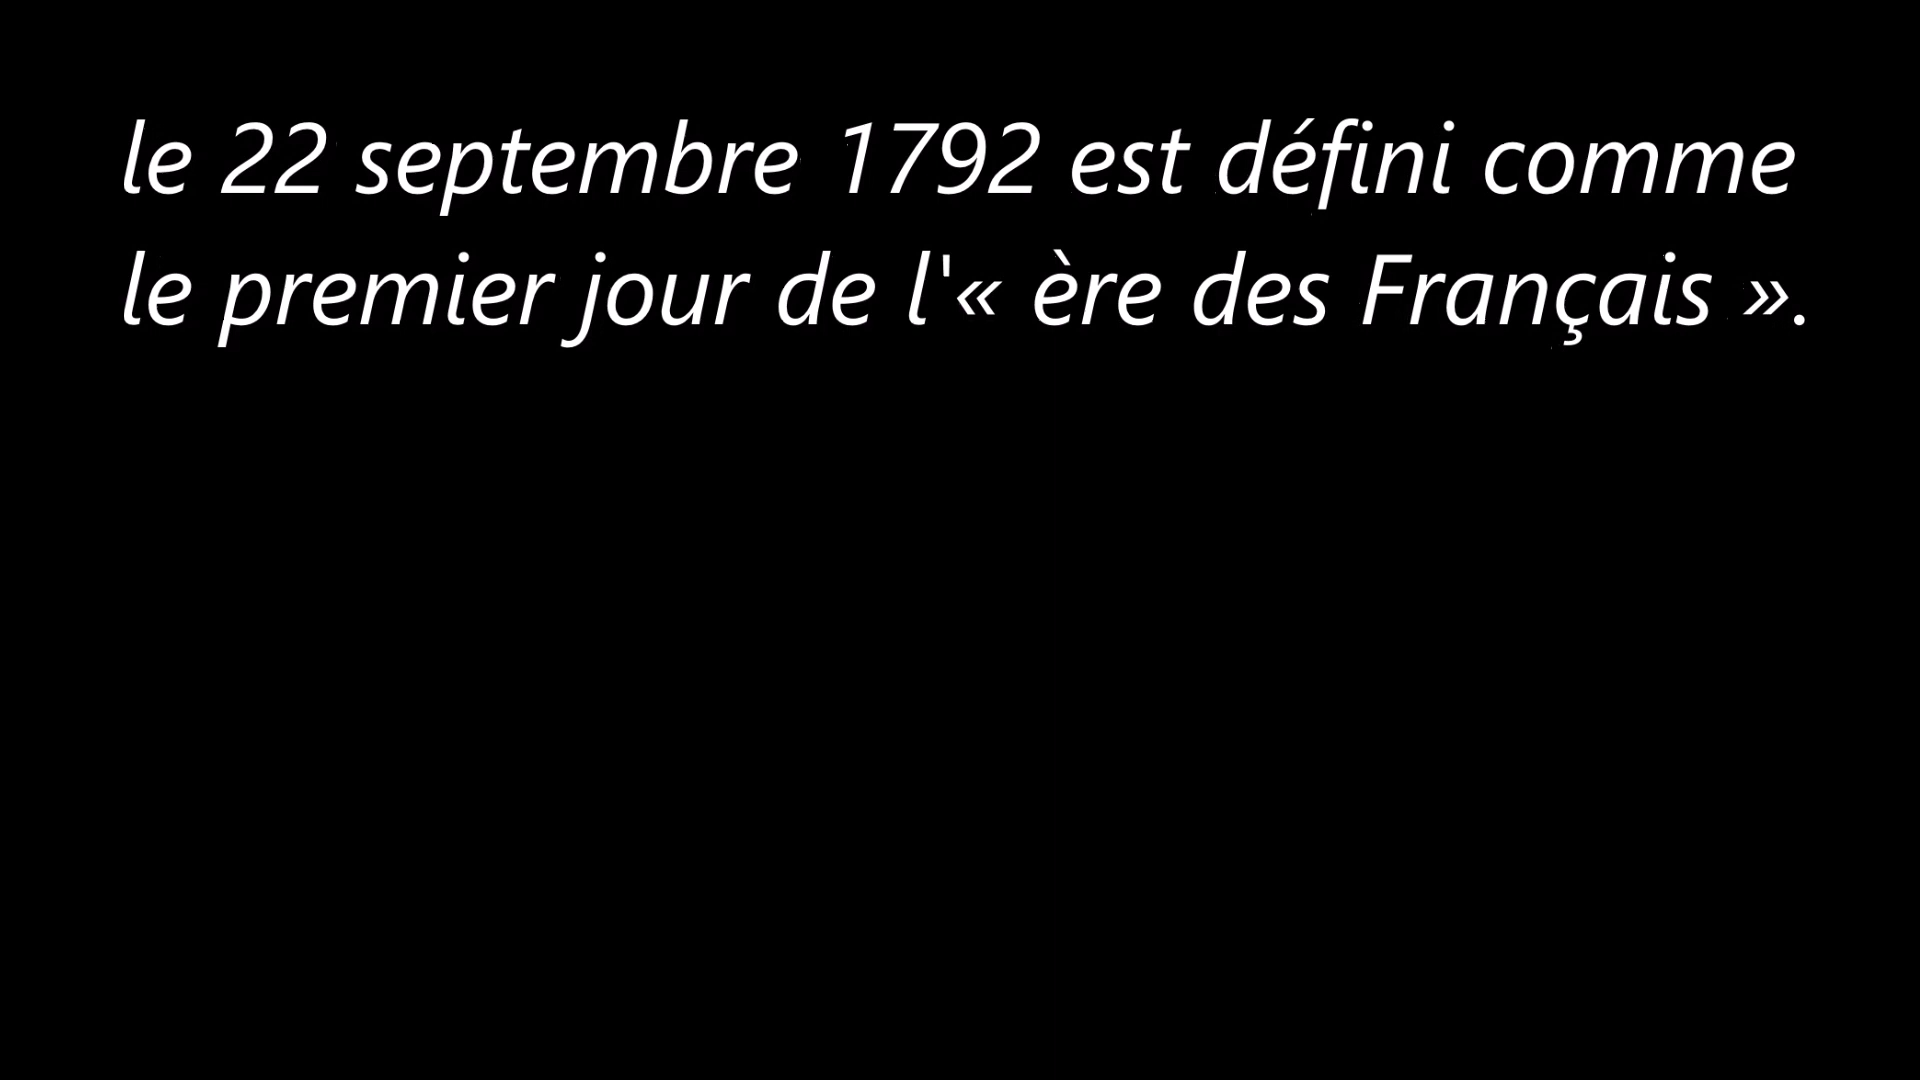 le 22 septembre 1792 est défini comme
le premier jour de l'« ère des Français ».